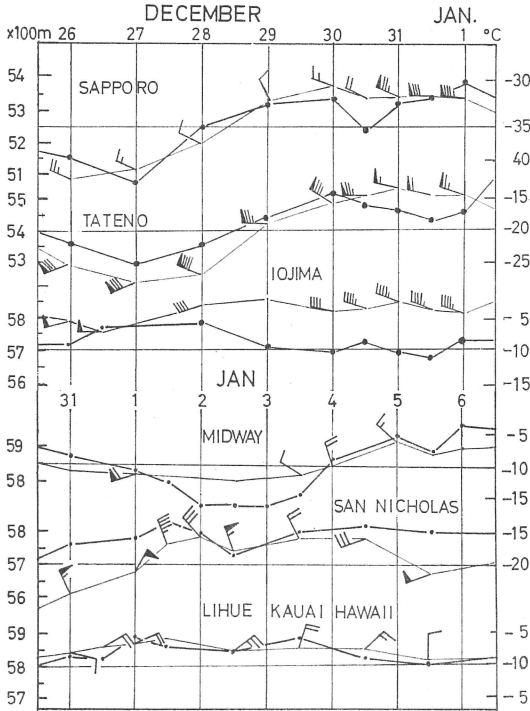 DECEMBER JAN.
x100m 26 27 28 29 30 31 1 °C
54 -30
SAPPORO
53 -35
52 40
51
55 -15
TATENO
54 -20
53 -25
IOJIMA
58 -5
57 -10
56 JAN -15
31 1 2 3 4 5 6
59 MIDWAY -5
58 -10
-15
SAN NICHOLAS
58 -15
57 -20
56
LIHUE KAUAI HAWAII
59 -5
58 -10
57 -5